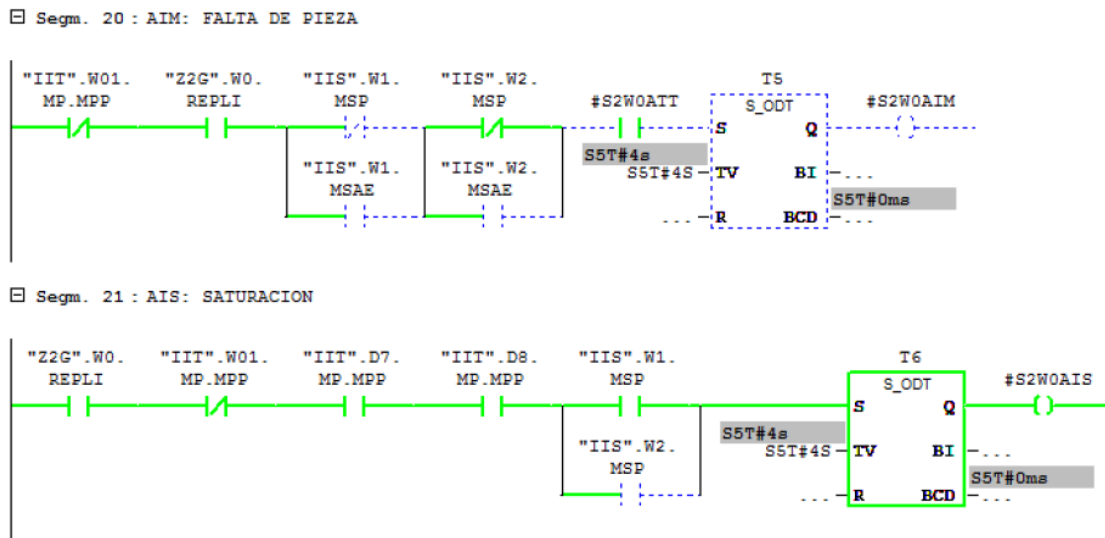 Segm. 20 : AIM: FALTA DE PIEZA
"IIT".W01. "Z2G".W0. "IIS".W1. "IIS".W2. T5
MP.MPP REPLI MSP MSP #S2W0ATT S_ODT #S2W0AIM
S Q
"IIS".W1. "IIS".W2. S5T#4s
MSAE MSAE S5T#4S TV BI ...
S5T#0ms
... R BCD ...
Segm. 21 : AIS: SATURACION
"Z2G".W0. "IIT".W01. "IIT".D7. "IIT".D8. "IIS".W1. T6
REPLI MP.MPP MP.MPP MP.MPP MSP S_ODT #S2W0AIS
S Q
S5T#4s
"IIS".W2. S5T#4S TV BI ...
MSP S5T#0ms
... R BCD ...